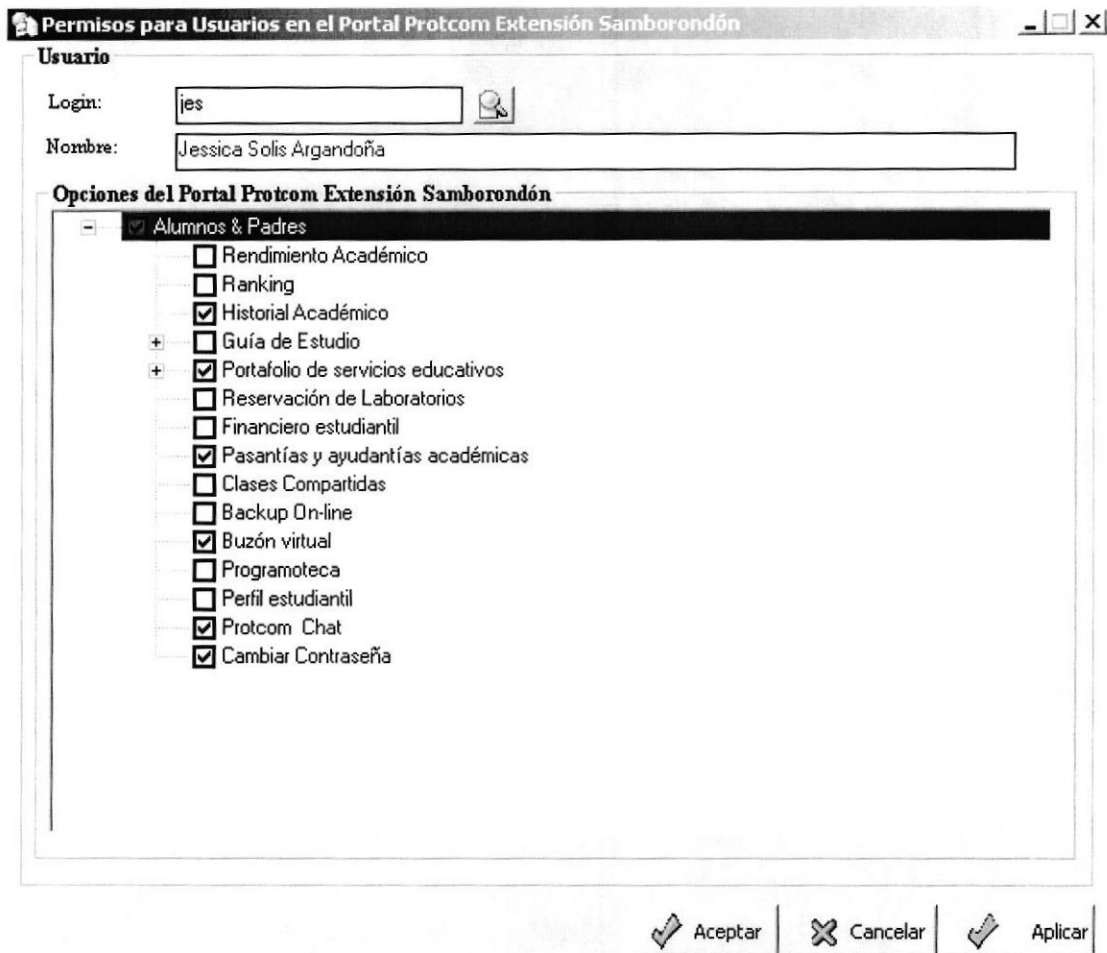 Permisos para Usuarios en el Portal Protcom Extensión Samborondón
Usuario
Login: jes
Nombre: Jessica Solis Argandoña
Opciones del Portal Protcom Extensión Samborondón
Alumnos & Padres
Rendimiento Académico
Ranking
Historial Académico
Guía de Estudio
Portafolio de servicios educativos
Reservación de Laboratorios
Financiero estudiantil
Pasantías y ayudantías académicas
Clases Compartidas
Backup On-line
Buzón virtual
Programoteca
Perfil estudiantil
Protcom Chat
Cambiar Contraseña
Aceptar Cancelar Aplicar